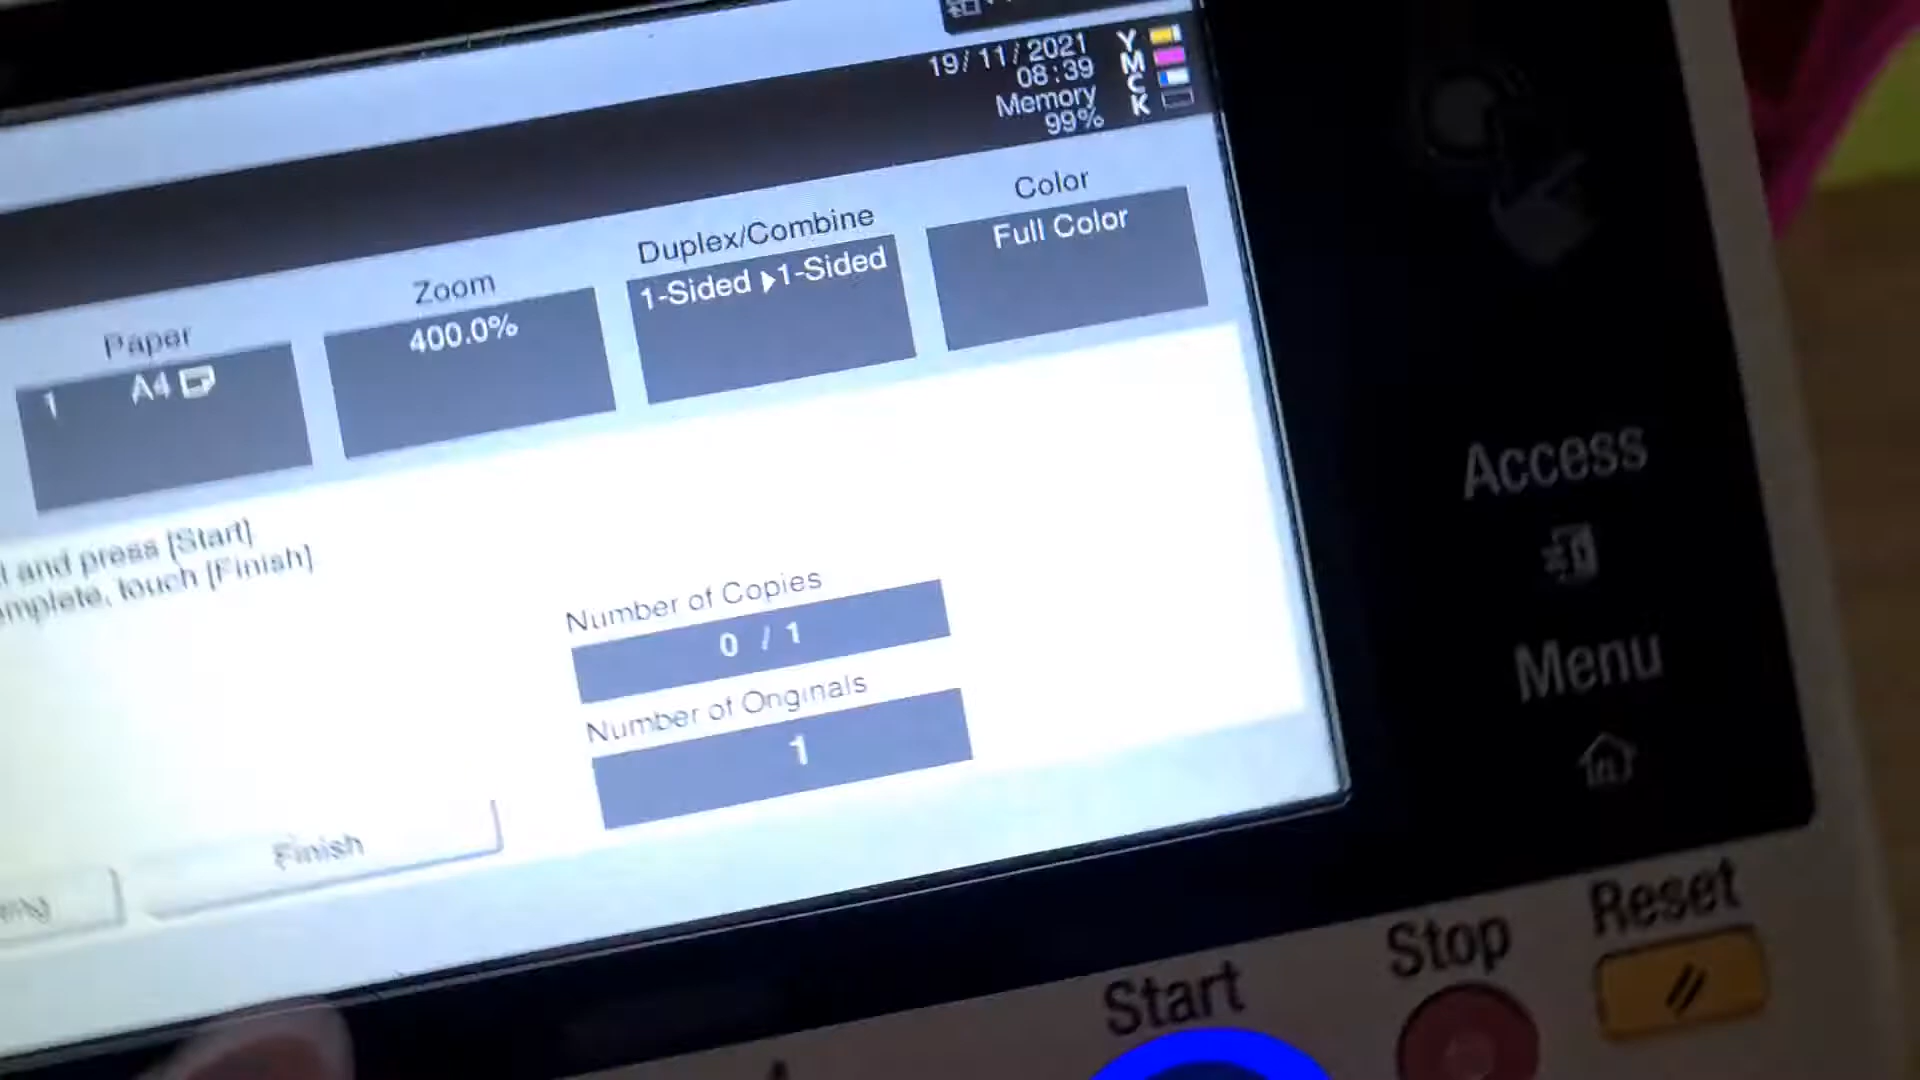 19/11/2021
08:39
Memory
99%
Y
M
C
K
Paper
1 A4
Zoom
400.0%
Duplex/Combine
1-Sided ▶1-Sided
Color
Full Color
and press [Start].
touch [Finish]
Number of Copies
0 / 1
Number of Originals
1
Finish
Access
Menu
Start
Stop
Reset